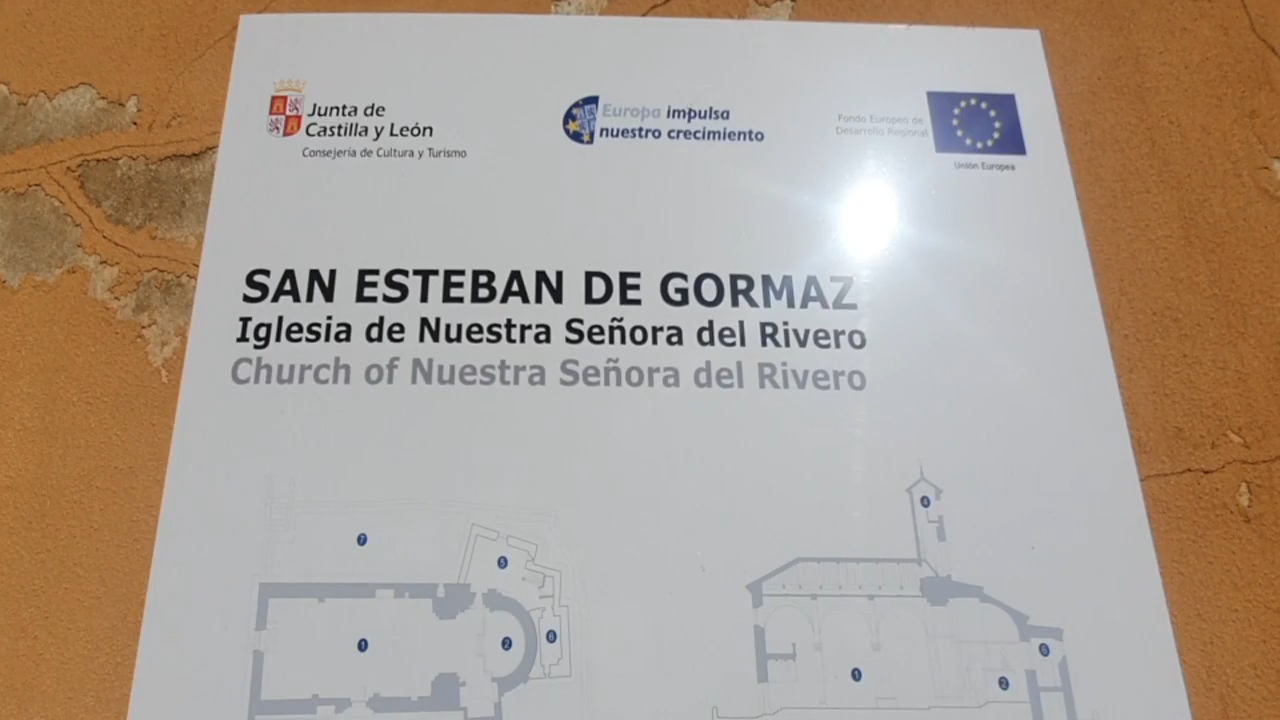 Junta de
Castilla y León
Consejería de Cultura y Turismo
Europa impulsa
nuestro crecimiento
Fondo Europeo de
Desarrollo Regional
Unión Europea
SAN ESTEBAN DE GORMAZ
Iglesia de Nuestra Señora del Rivero
Church of Nuestra Señora del Rivero
4
7
5
1
2
6
6
1
2